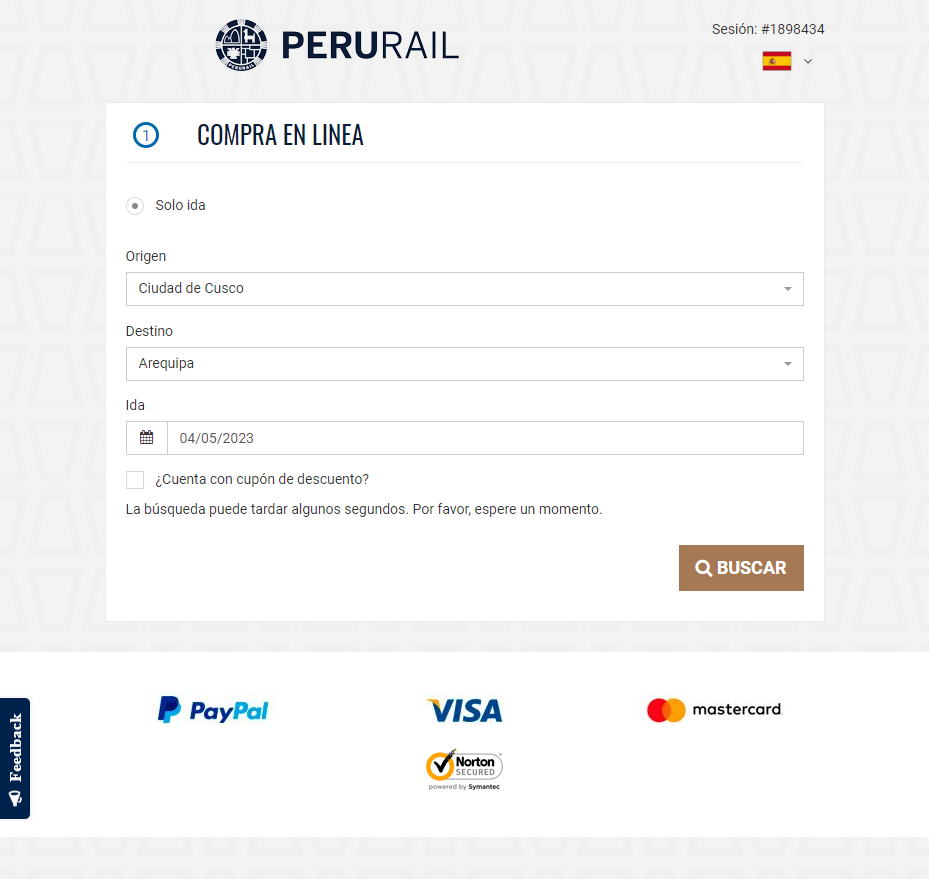 PERURAIL
PERURAIL
Sesión: #1898434
1 COMPRA EN LINEA
Solo ida
Origen
Ciudad de Cusco
Destino
Arequipa
Ida
04/05/2023
¿Cuenta con cupón de descuento?
La búsqueda puede tardar algunos segundos. Por favor, espere un momento.
BUSCAR
PayPal VISA mastercard
Norton
SECURED
powered by Symantec
Feedback